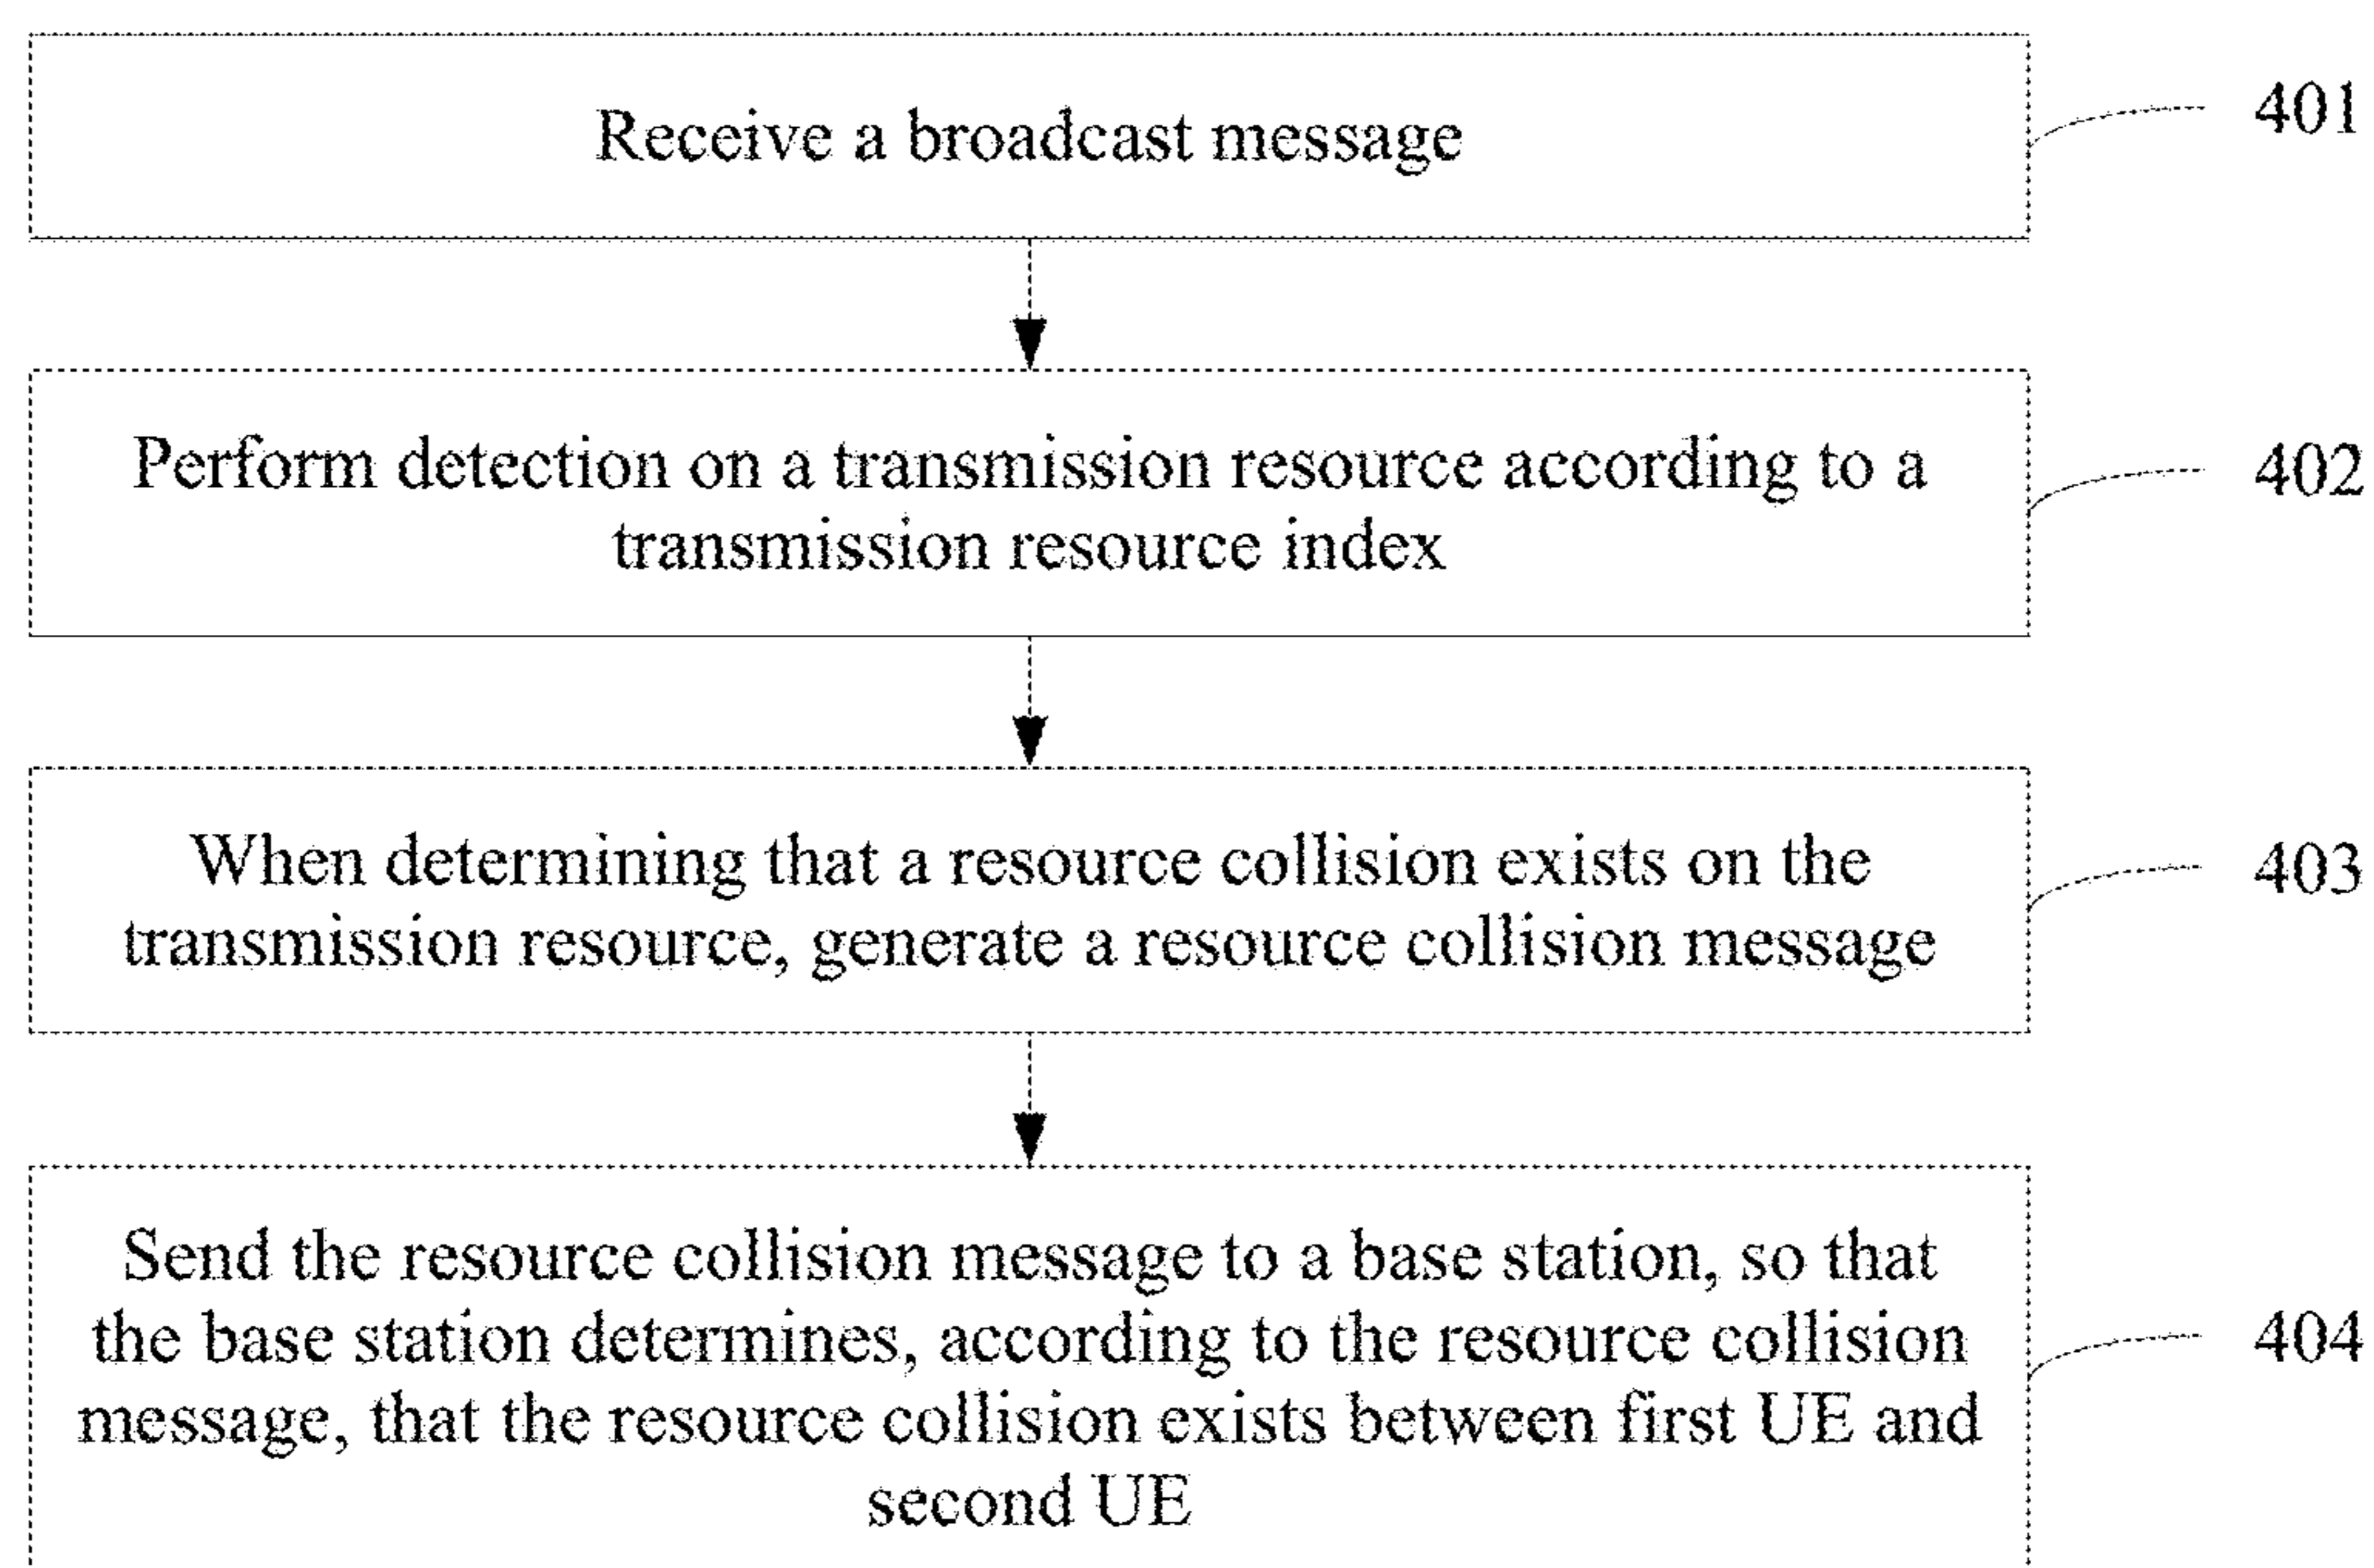 Receive a broadcast message
401
Perform detection on a transmission resource according to a
transmission resource index
402
When determining that a resource collision exists on the
transmission resource, generate a resource collision message
403
Send the resource collision message to a base station, so that
the base station determines, according to the resource collision
message, that the resource collision exists between first UE and
second UE
404